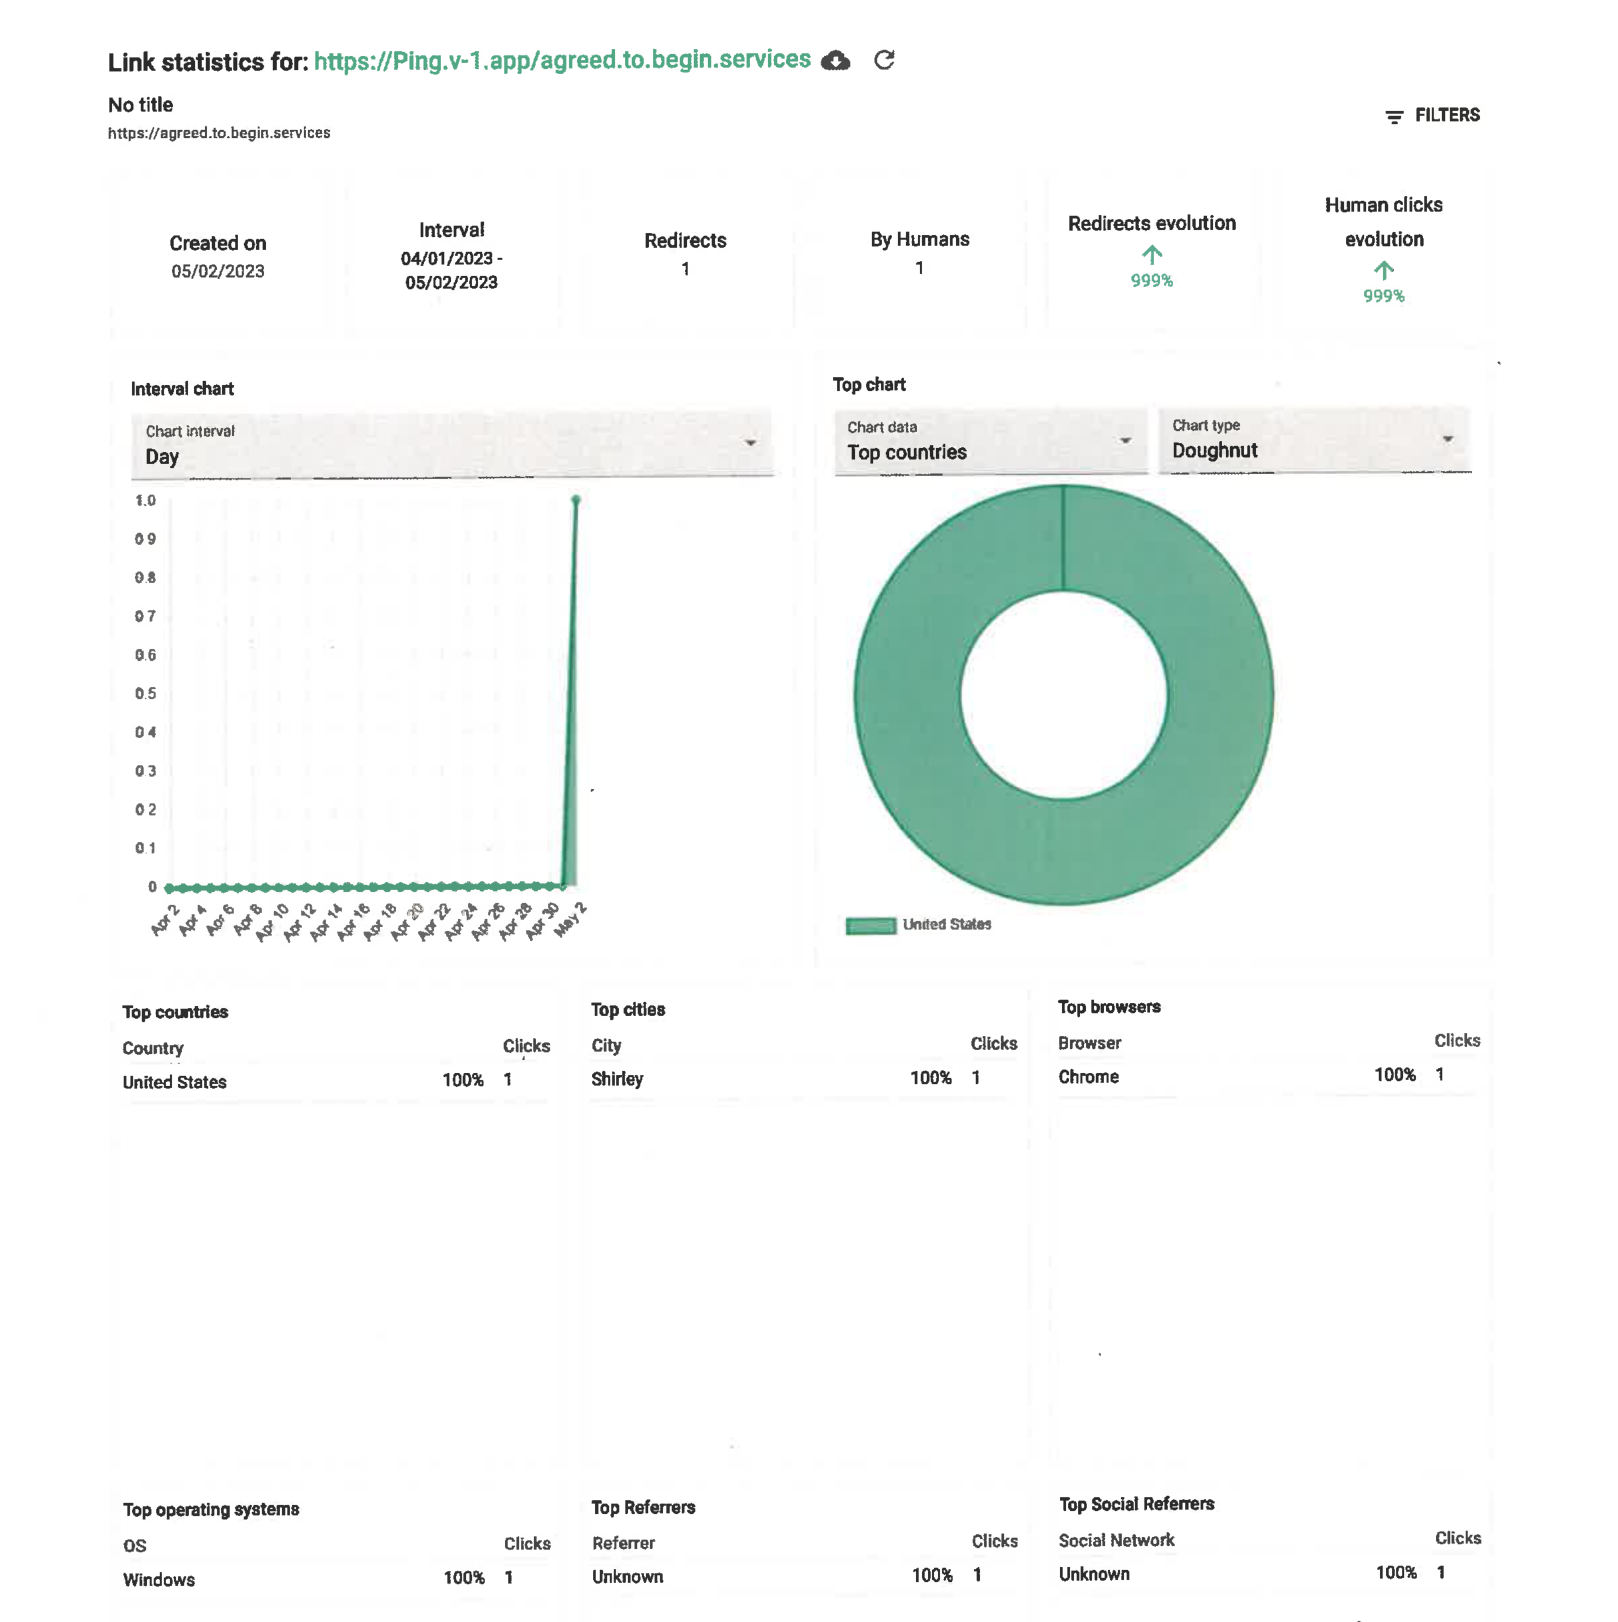 Link statistics for: https://Ping.v-1.app/agreed.to.begin.services
No title
https://agreed.to.begin.services
FILTERS
Created on
05/02/2023
Interval
04/01/2023 -
05/02/2023
Redirects
1
By Humans
1
Redirects evolution
999%
Human clicks
evolution
999%
Interval chart
Chart interval
Day
1.0
0.9
0.8
0.7
0.6
0.5
0.4
0.3
0.2
0.1
0
Apr 2
Apr 4
Apr 6
Apr 8
Apr 10
Apr 12
Apr 14
Apr 16
Apr 18
Apr 20
Apr 22
Apr 24
Apr 26
Apr 28
Apr 30
May 2
Top chart
Chart data
Top countries
Chart type
Doughnut
United States
Top countries
Country Clicks
United States 100% 1
Top cities
City Clicks
Shirley 100% 1
Top browsers
Browser Clicks
Chrome 100% 1
Top operating systems
OS Clicks
Windows 100% 1
Top Referrers
Referrer Clicks
Unknown 100% 1
Top Social Referrers
Social Network Clicks
Unknown 100% 1